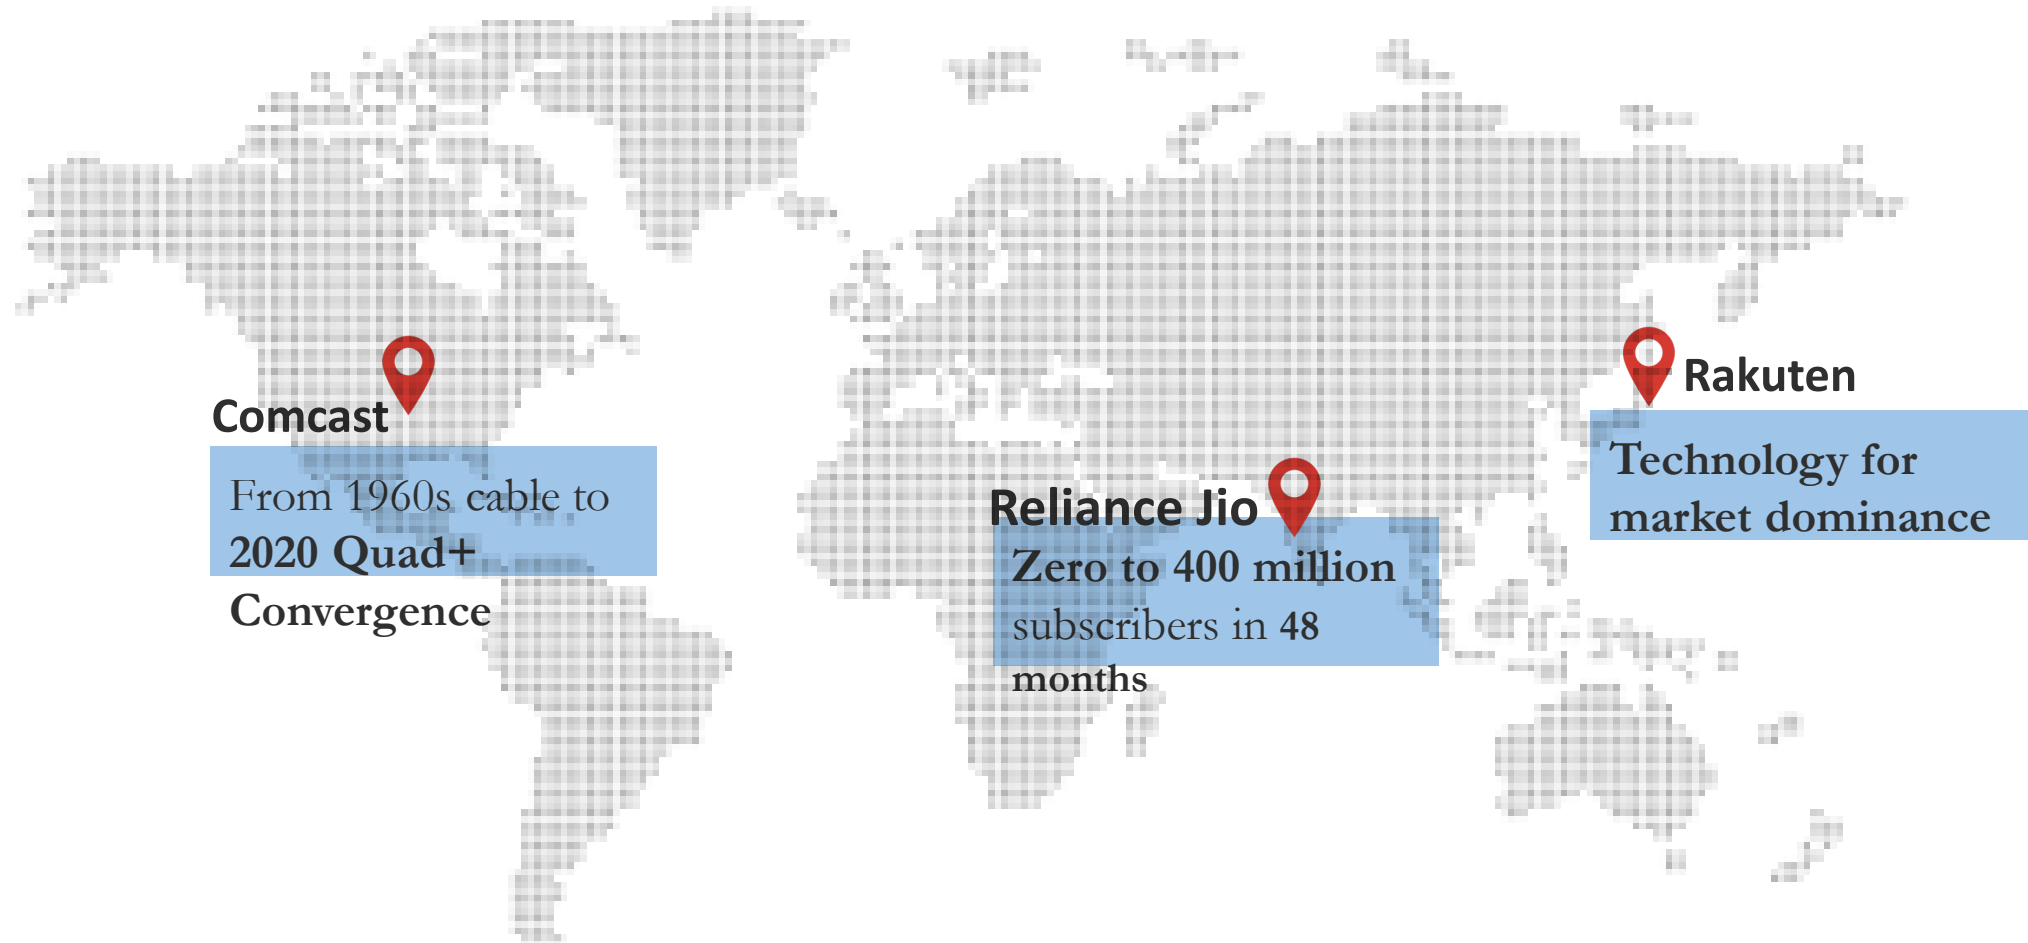 Comcast
From 1960s cable to
2020 Quad+
Convergence
Reliance Jio
Zero to 400 million
subscribers in 48
months
Rakuten
Technology for
market dominance